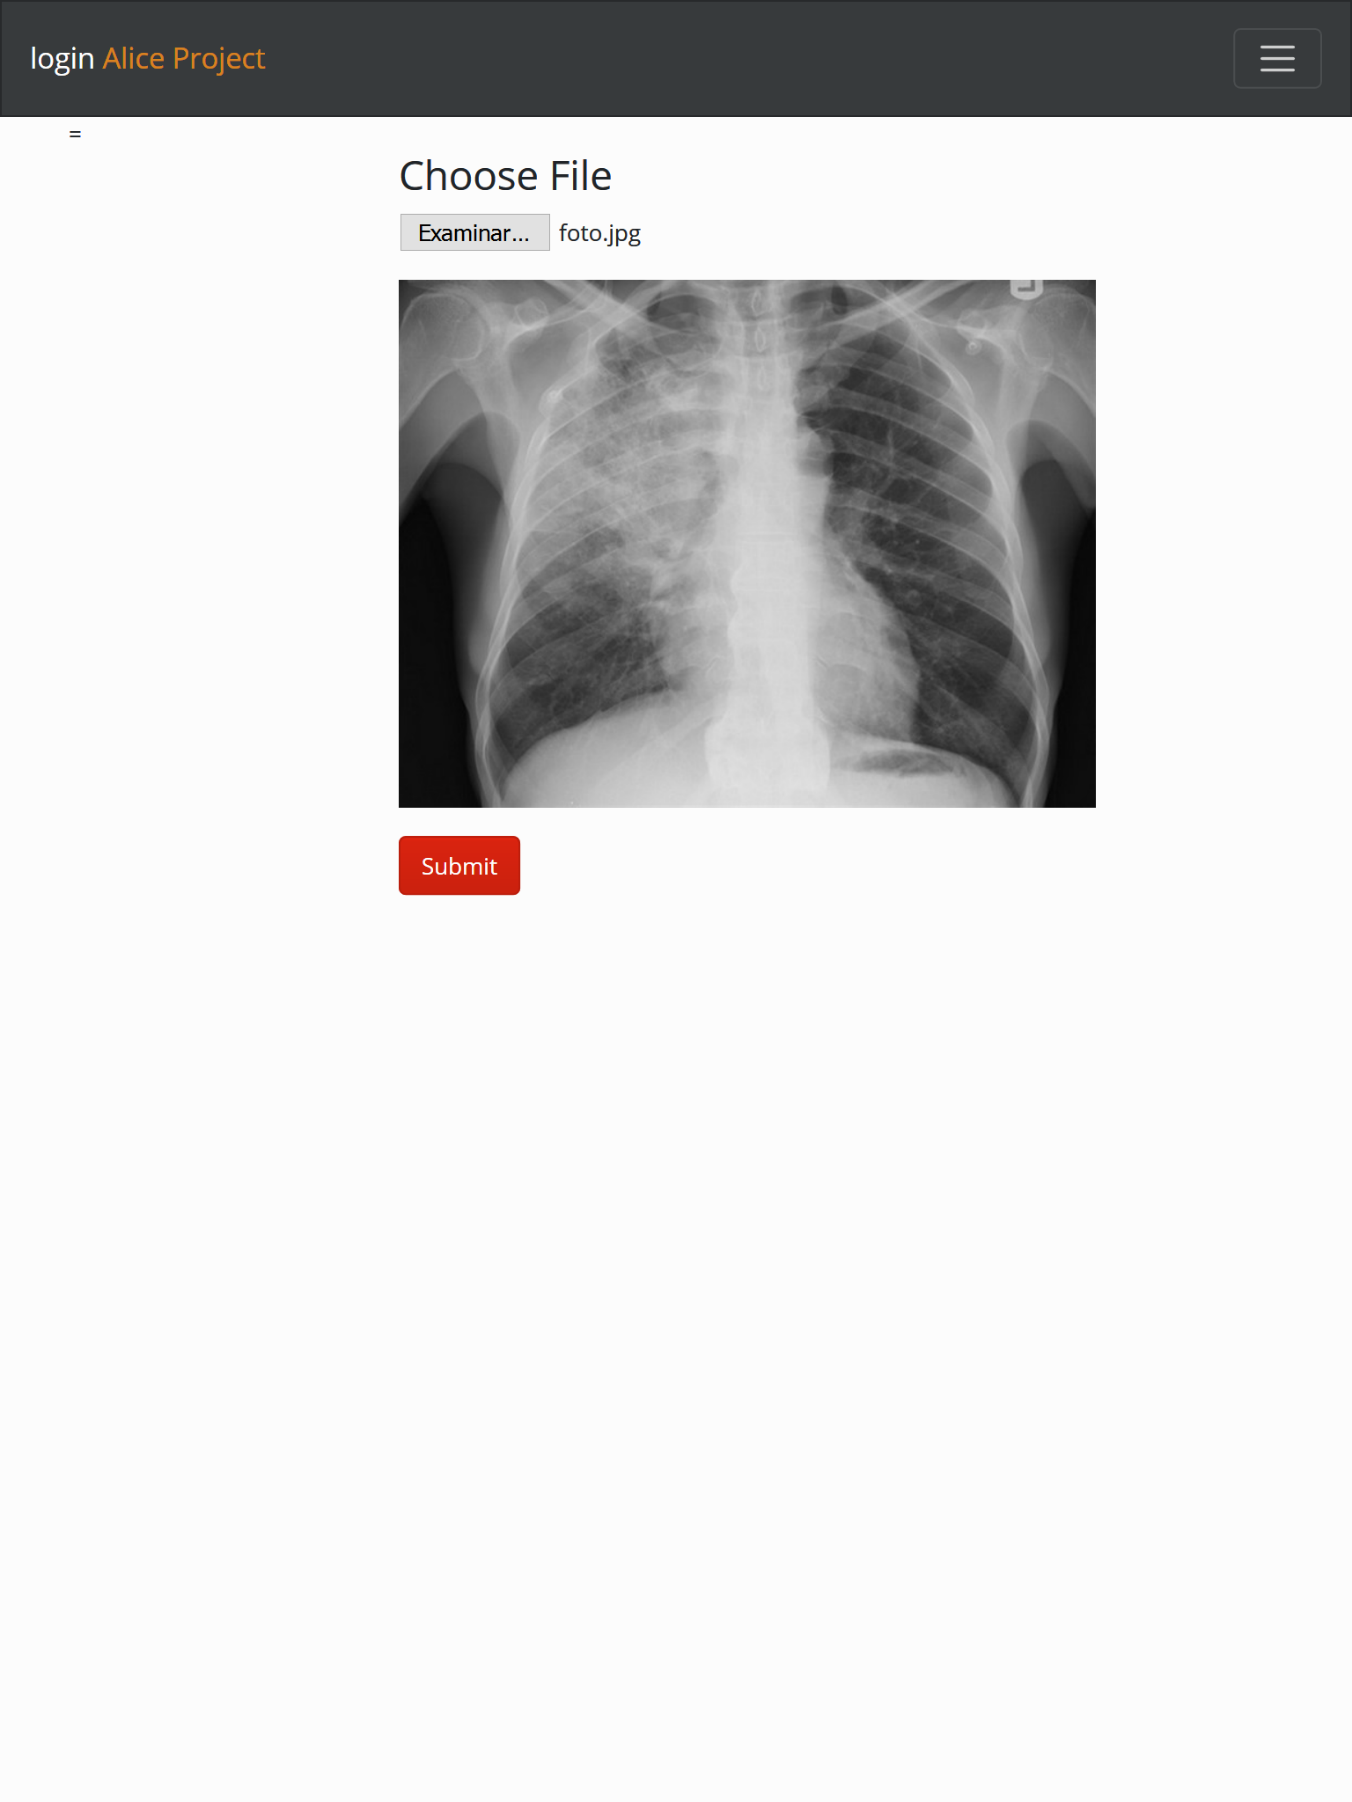 login Alice Project
=
Choose File
Examinar... foto.jpg
L
Submit